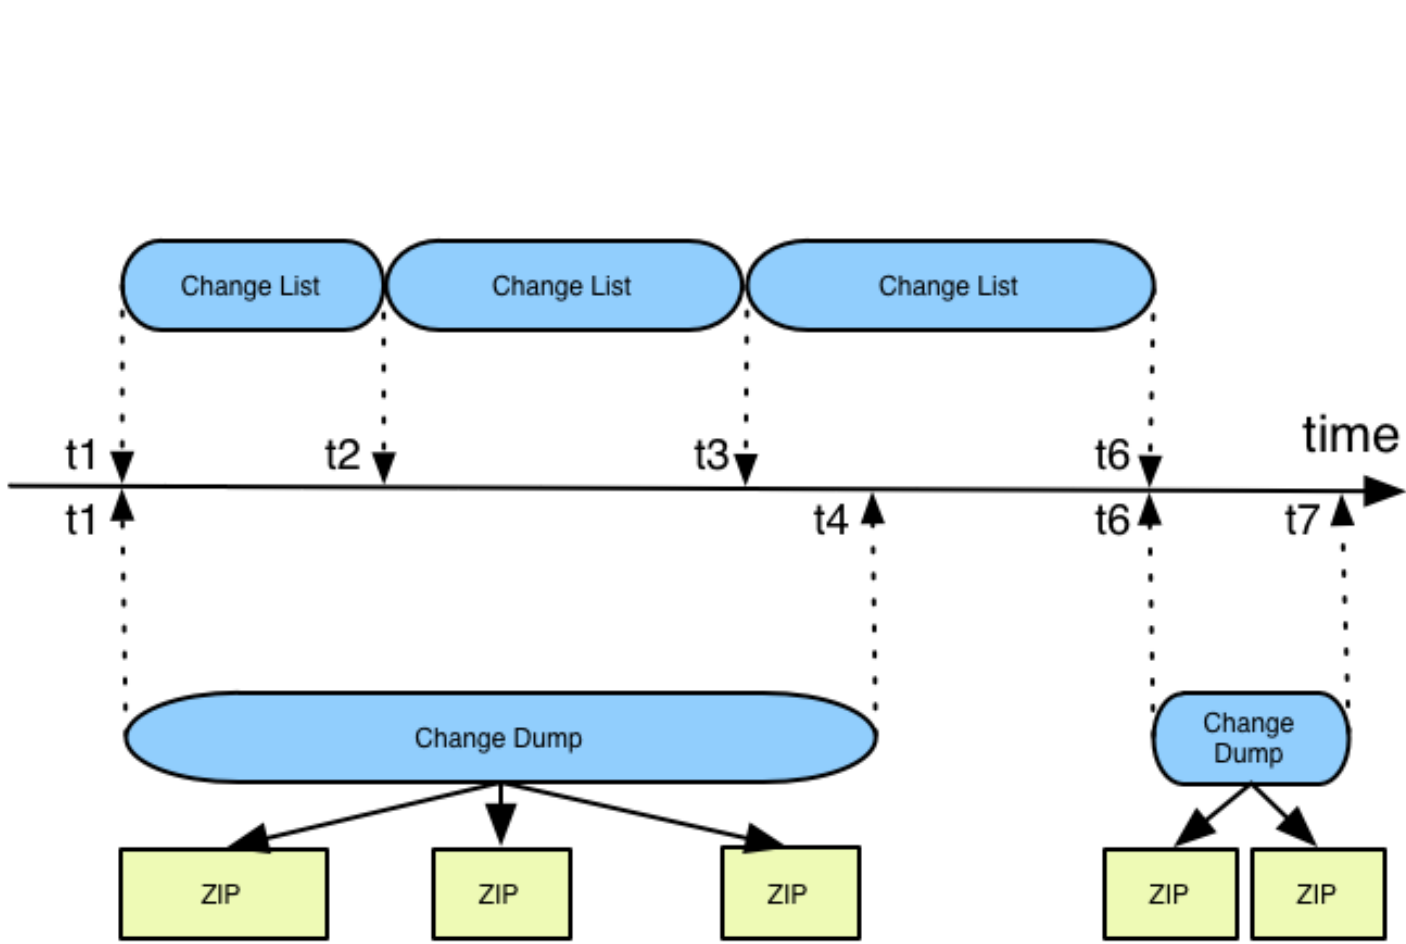 Change List
Change List
Change List
time
t1
t2
t3
t6
t1
t4
t6
t7
Change Dump
Change
Dump
ZIP
ZIP
ZIP
ZIP
ZIP